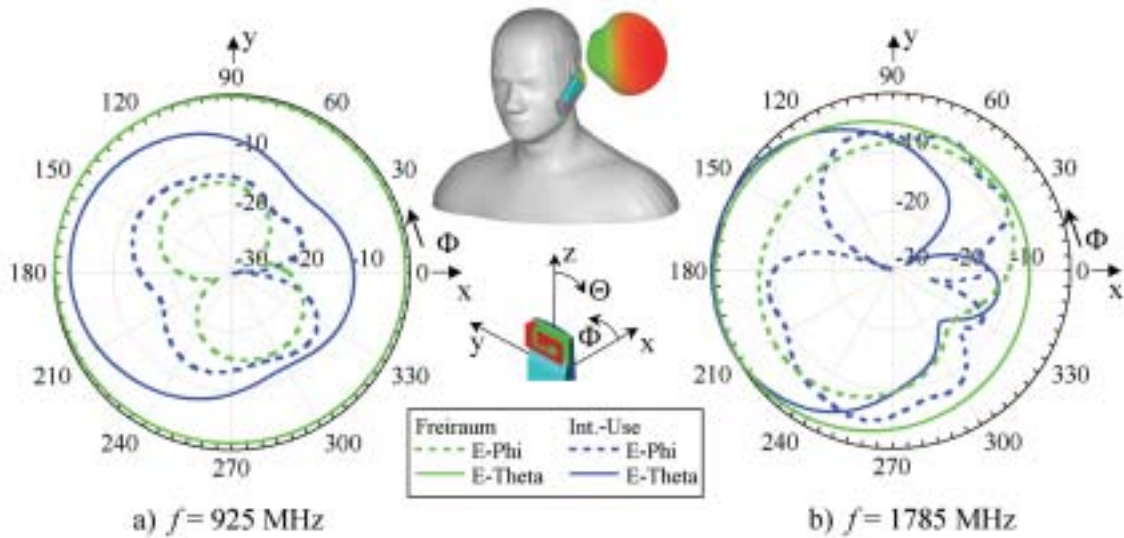 y
90
120
60
150
30
-10
-20
-30
-20
-10
180
0
Φ
x
210
330
240
300
270
y
90
120
60
150
30
-10
-20
-30
-20
-10
180
0
Φ
x
210
330
240
300
270
z
Θ
Φ
y
x
Freiraum
E-Phi
E-Theta
Int.-Use
E-Phi
E-Theta
a) f = 925 MHz
b) f = 1785 MHz